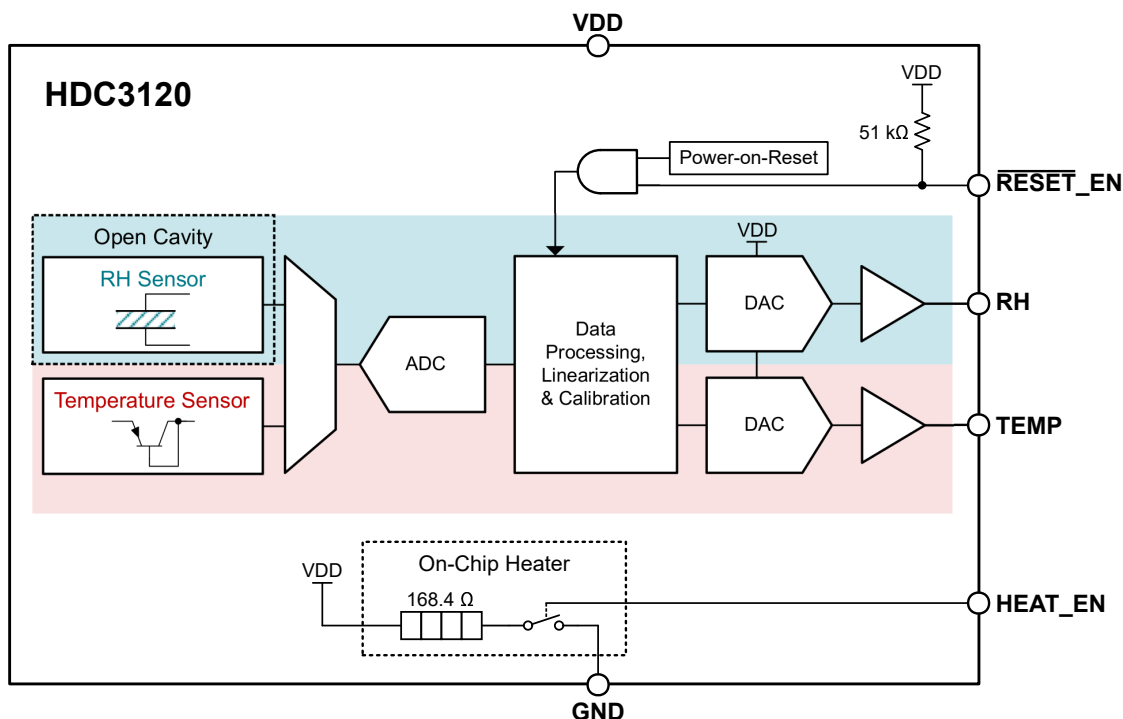 VDD
HDC3120
VDD
51 kΩ
Power-on-Reset
RESET_EN
Open Cavity
RH Sensor
VDD
DAC
RH
ADC
Data
Processing,
Linearization
& Calibration
Temperature Sensor
DAC
TEMP
On-Chip Heater
VDD
168.4 Ω
HEAT_EN
GND